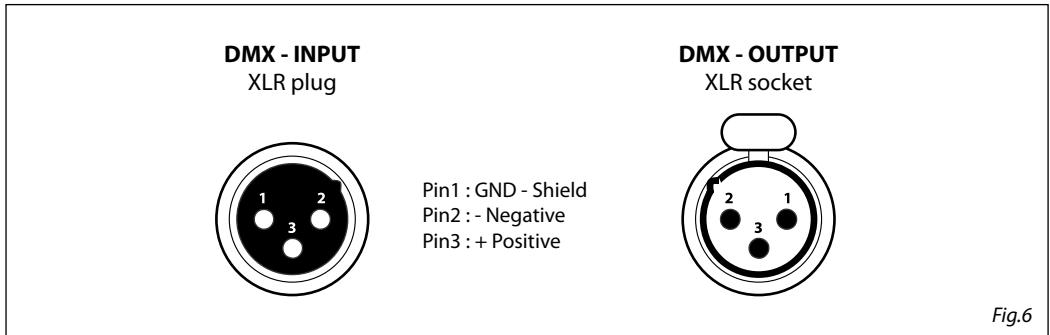 DMX - INPUT
XLR plug
1 2
3
Pin1 : GND - Shield
Pin2 : - Negative
Pin3 : + Positive
DMX - OUTPUT
XLR socket
2 1
3
Fig.6